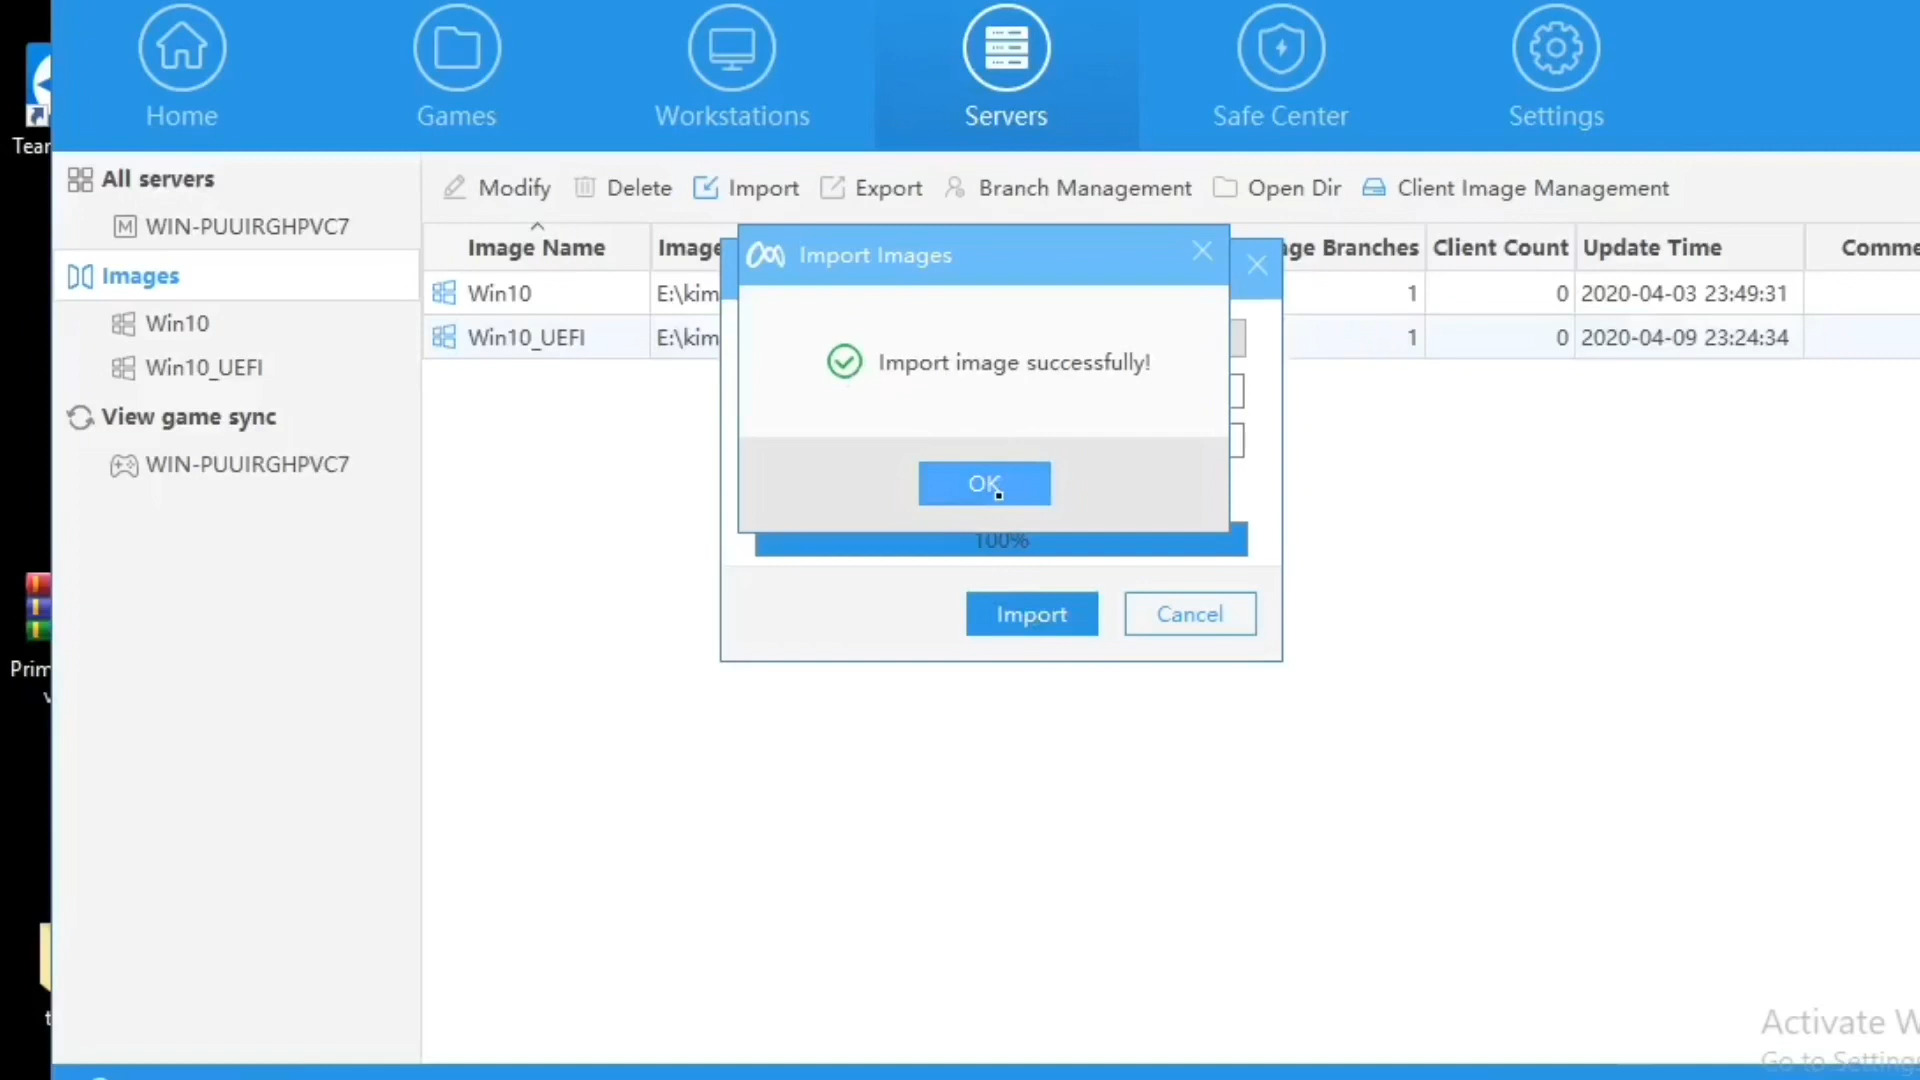 Home
Games
Workstations
Servers
Safe Center
Settings
Tear
All servers
WIN-PUUIRGHPVC7
Images
Win10
Win10_UEFI
View game sync
WIN-PUUIRGHPVC7
Modify
Delete
Import
Export
Branch Management
Open Dir
Client Image Management
Image Name
Image
ge Branches
Client Count
Update Time
Comme
Win10
E:\kim
1
0
2020-04-03 23:49:31
Win10_UEFI
E:\kim
1
0
2020-04-09 23:24:34
Import Images
Import image successfully!
OK
100%
Import
Cancel
Prim
v
t
Activate W
Go to Settings